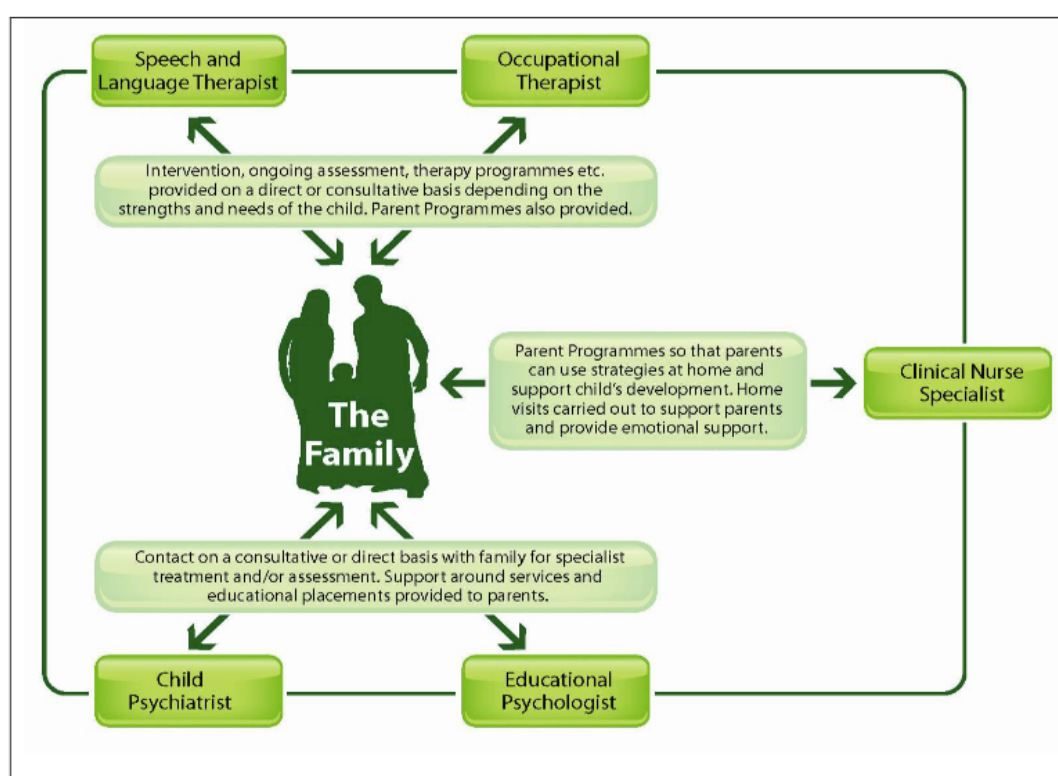 Speech and
Language Therapist
Occupational
Therapist
Intervention, ongoing assessment, therapy programmes etc.
provided on a direct or consultative basis depending on the
strengths and needs of the child. Parent Programmes also provided.
The
Family
Parent Programmes so that parents
can use strategies at home and
support child's development. Home
visits carried out to support parents
and provide emotional support.
Clinical Nurse
Specialist
Contact on a consultative or direct basis with family for specialist
treatment and/or assessment. Support around services and
educational placements provided to parents.
Child
Psychiatrist
Educational
Psychologist